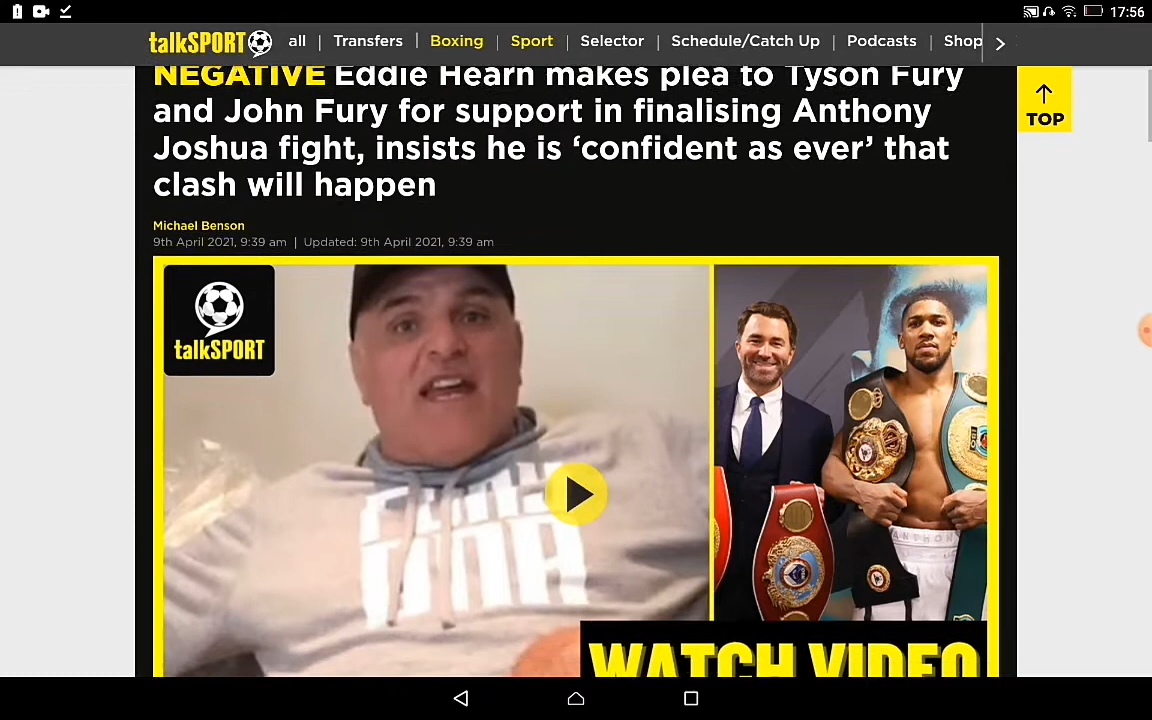 17:56
talkSPORT all | Transfers | Boxing | Sport | Selector | Schedule/Catch Up | Podcasts | Shop
NEGATIVE Eddie Hearn makes plea to Tyson Fury
and John Fury for support in finalising Anthony
Joshua fight, insists he is ‘confident as ever’ that
clash will happen
TOP
Michael Benson
9th April 2021, 9:39 am | Updated: 9th April 2021, 9:39 am
talkSPORT
WATCH VIDEO